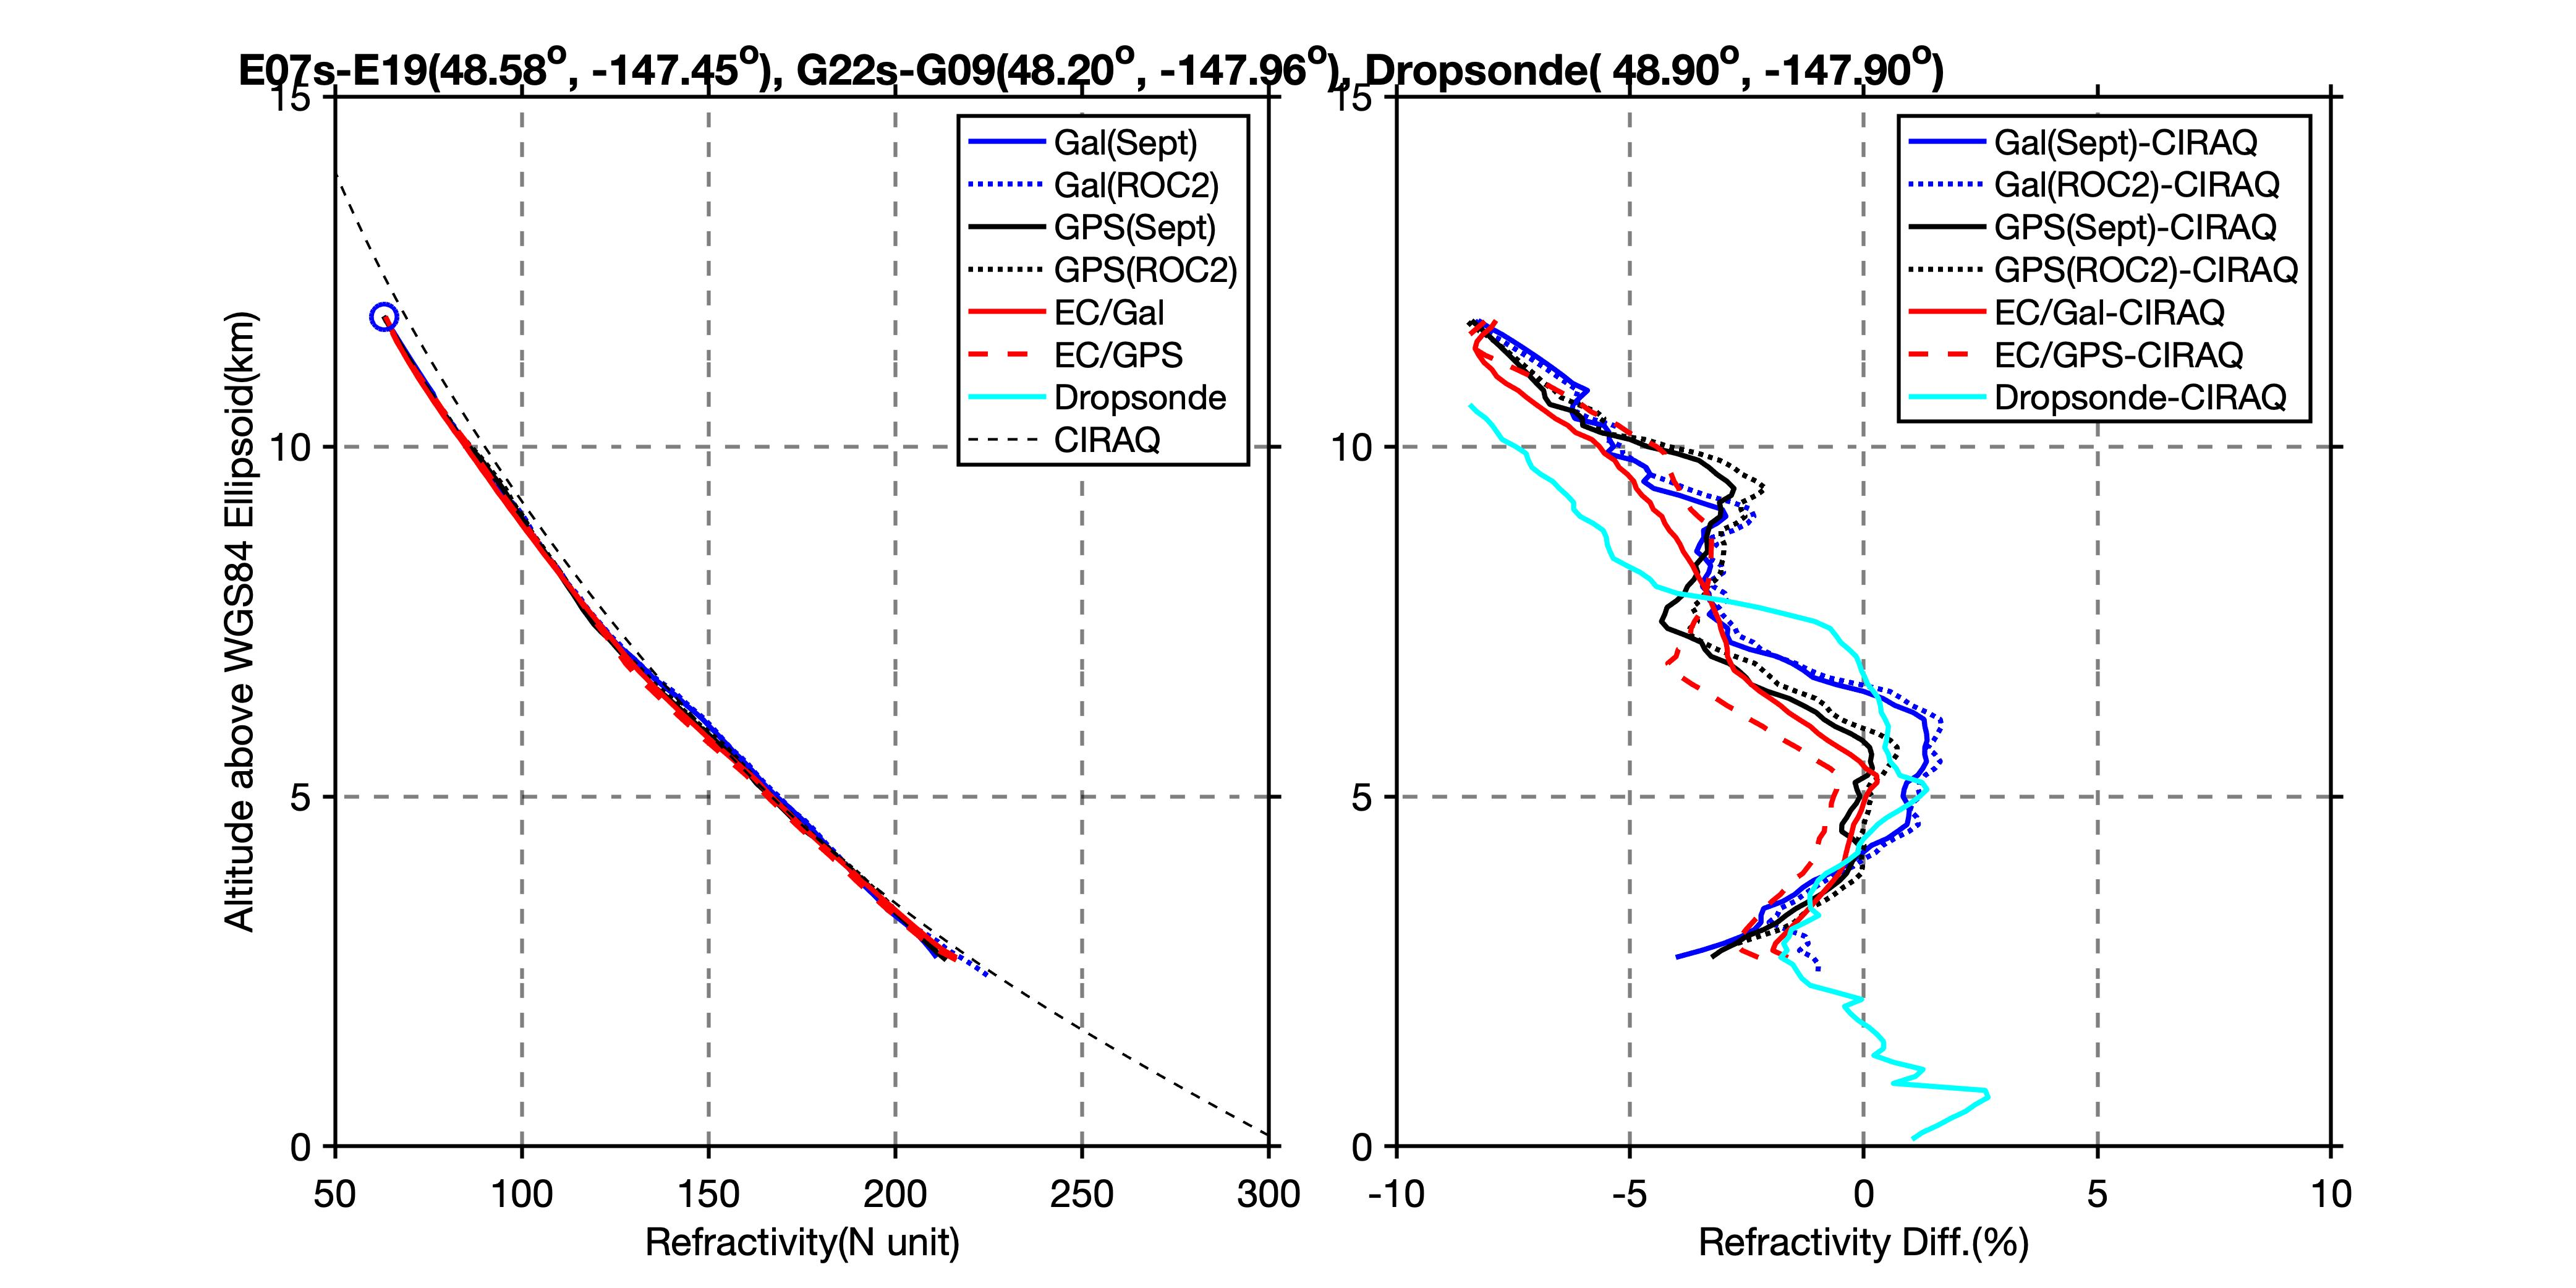 E07s-E19(48.58°, -147.45°), G22s-G09(48.20°, -147.96°), Dropsonde( 48.90°, -147.90°)
Altitude above WGS84 Ellipsoid(km)
15
10
5
0
50 100 150 200 250 300
Refractivity(N unit)
Gal(Sept)
Gal(ROC2)
GPS(Sept)
GPS(ROC2)
EC/Gal
EC/GPS
Dropsonde
CIRAQ
15
10
5
0
-10 -5 0 5 10
Refractivity Diff.(%)
Gal(Sept)-CIRAQ
Gal(ROC2)-CIRAQ
GPS(Sept)-CIRAQ
GPS(ROC2)-CIRAQ
EC/Gal-CIRAQ
EC/GPS-CIRAQ
Dropsonde-CIRAQ